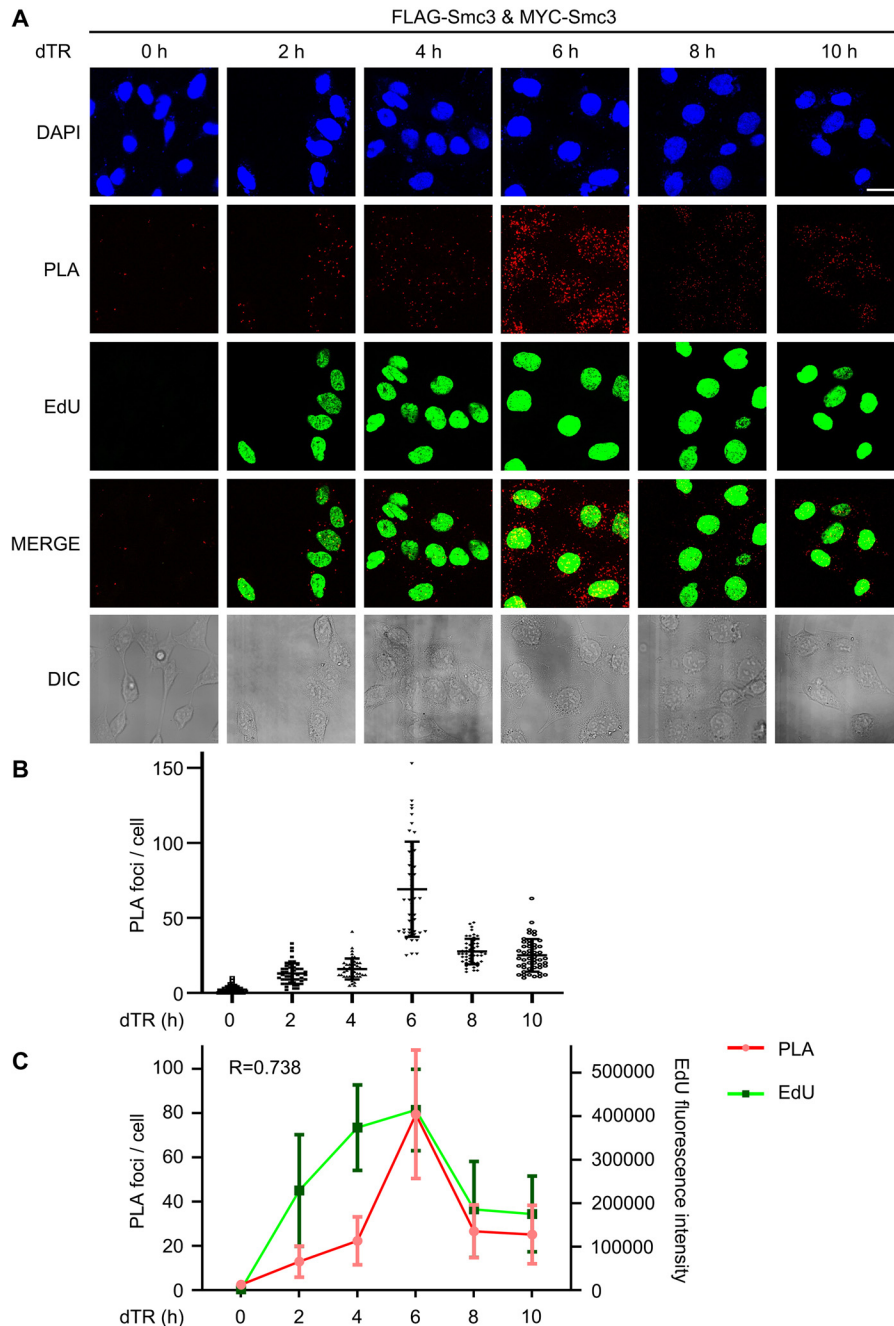 A
FLAG-Smc3 & MYC-Smc3
dTR 0 h 2 h 4 h 6 h 8 h 10 h
DAPI
PLA
EdU
MERGE
DIC
B
PLA foci / cell
150
100
50
0
dTR (h) 0 2 4 6 8 10
C
R=0.738
PLA foci / cell
100
80
60
40
20
0
EdU fluorescence intensity
500000
400000
300000
200000
100000
0
dTR (h) 0 2 4 6 8 10
PLA
EdU